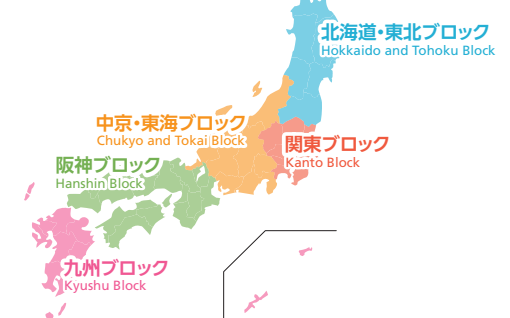 北海道・東北ブロック
Hokkaido and Tohoku Block
中京・東海ブロック
Chukyo and Tokai Block
関東ブロック
Kanto Block
阪神ブロック
Hanshin Block
九州ブロック
Kyushu Block